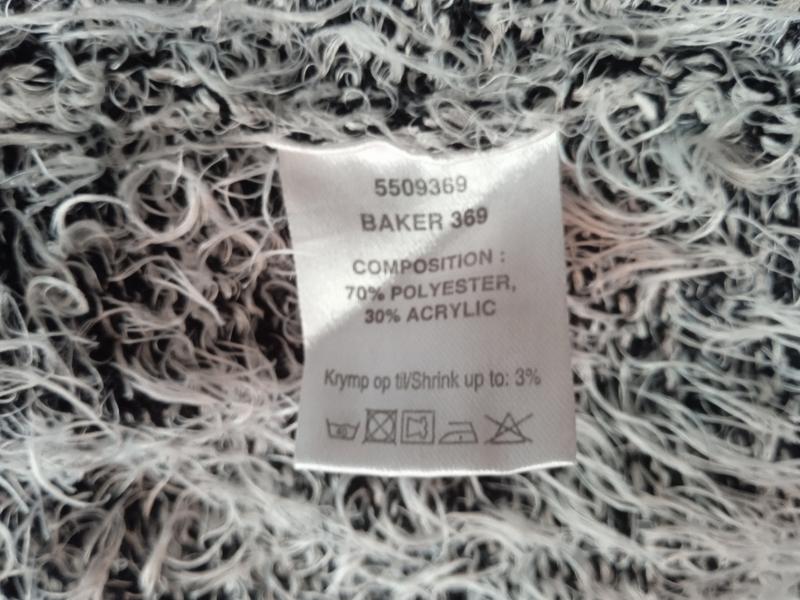 5509369
BAKER 369
COMPOSITION :
70% POLYESTER,
30% ACRYLIC
Krymp op til/Shrink up to: 3%